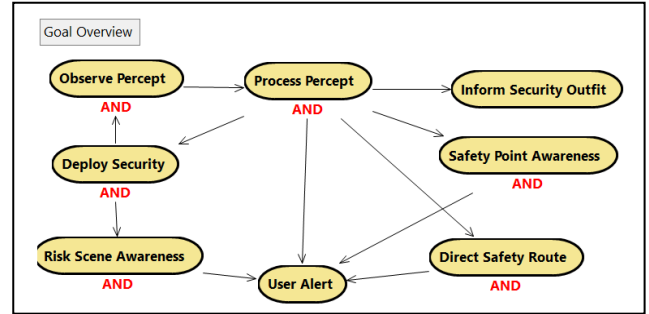 Goal Overview
Observe Percept
AND
Process Percept
AND
Inform Security Outfit
Deploy Security
AND
Safety Point Awareness
AND
Risk Scene Awareness
AND
User Alert
Direct Safety Route
AND